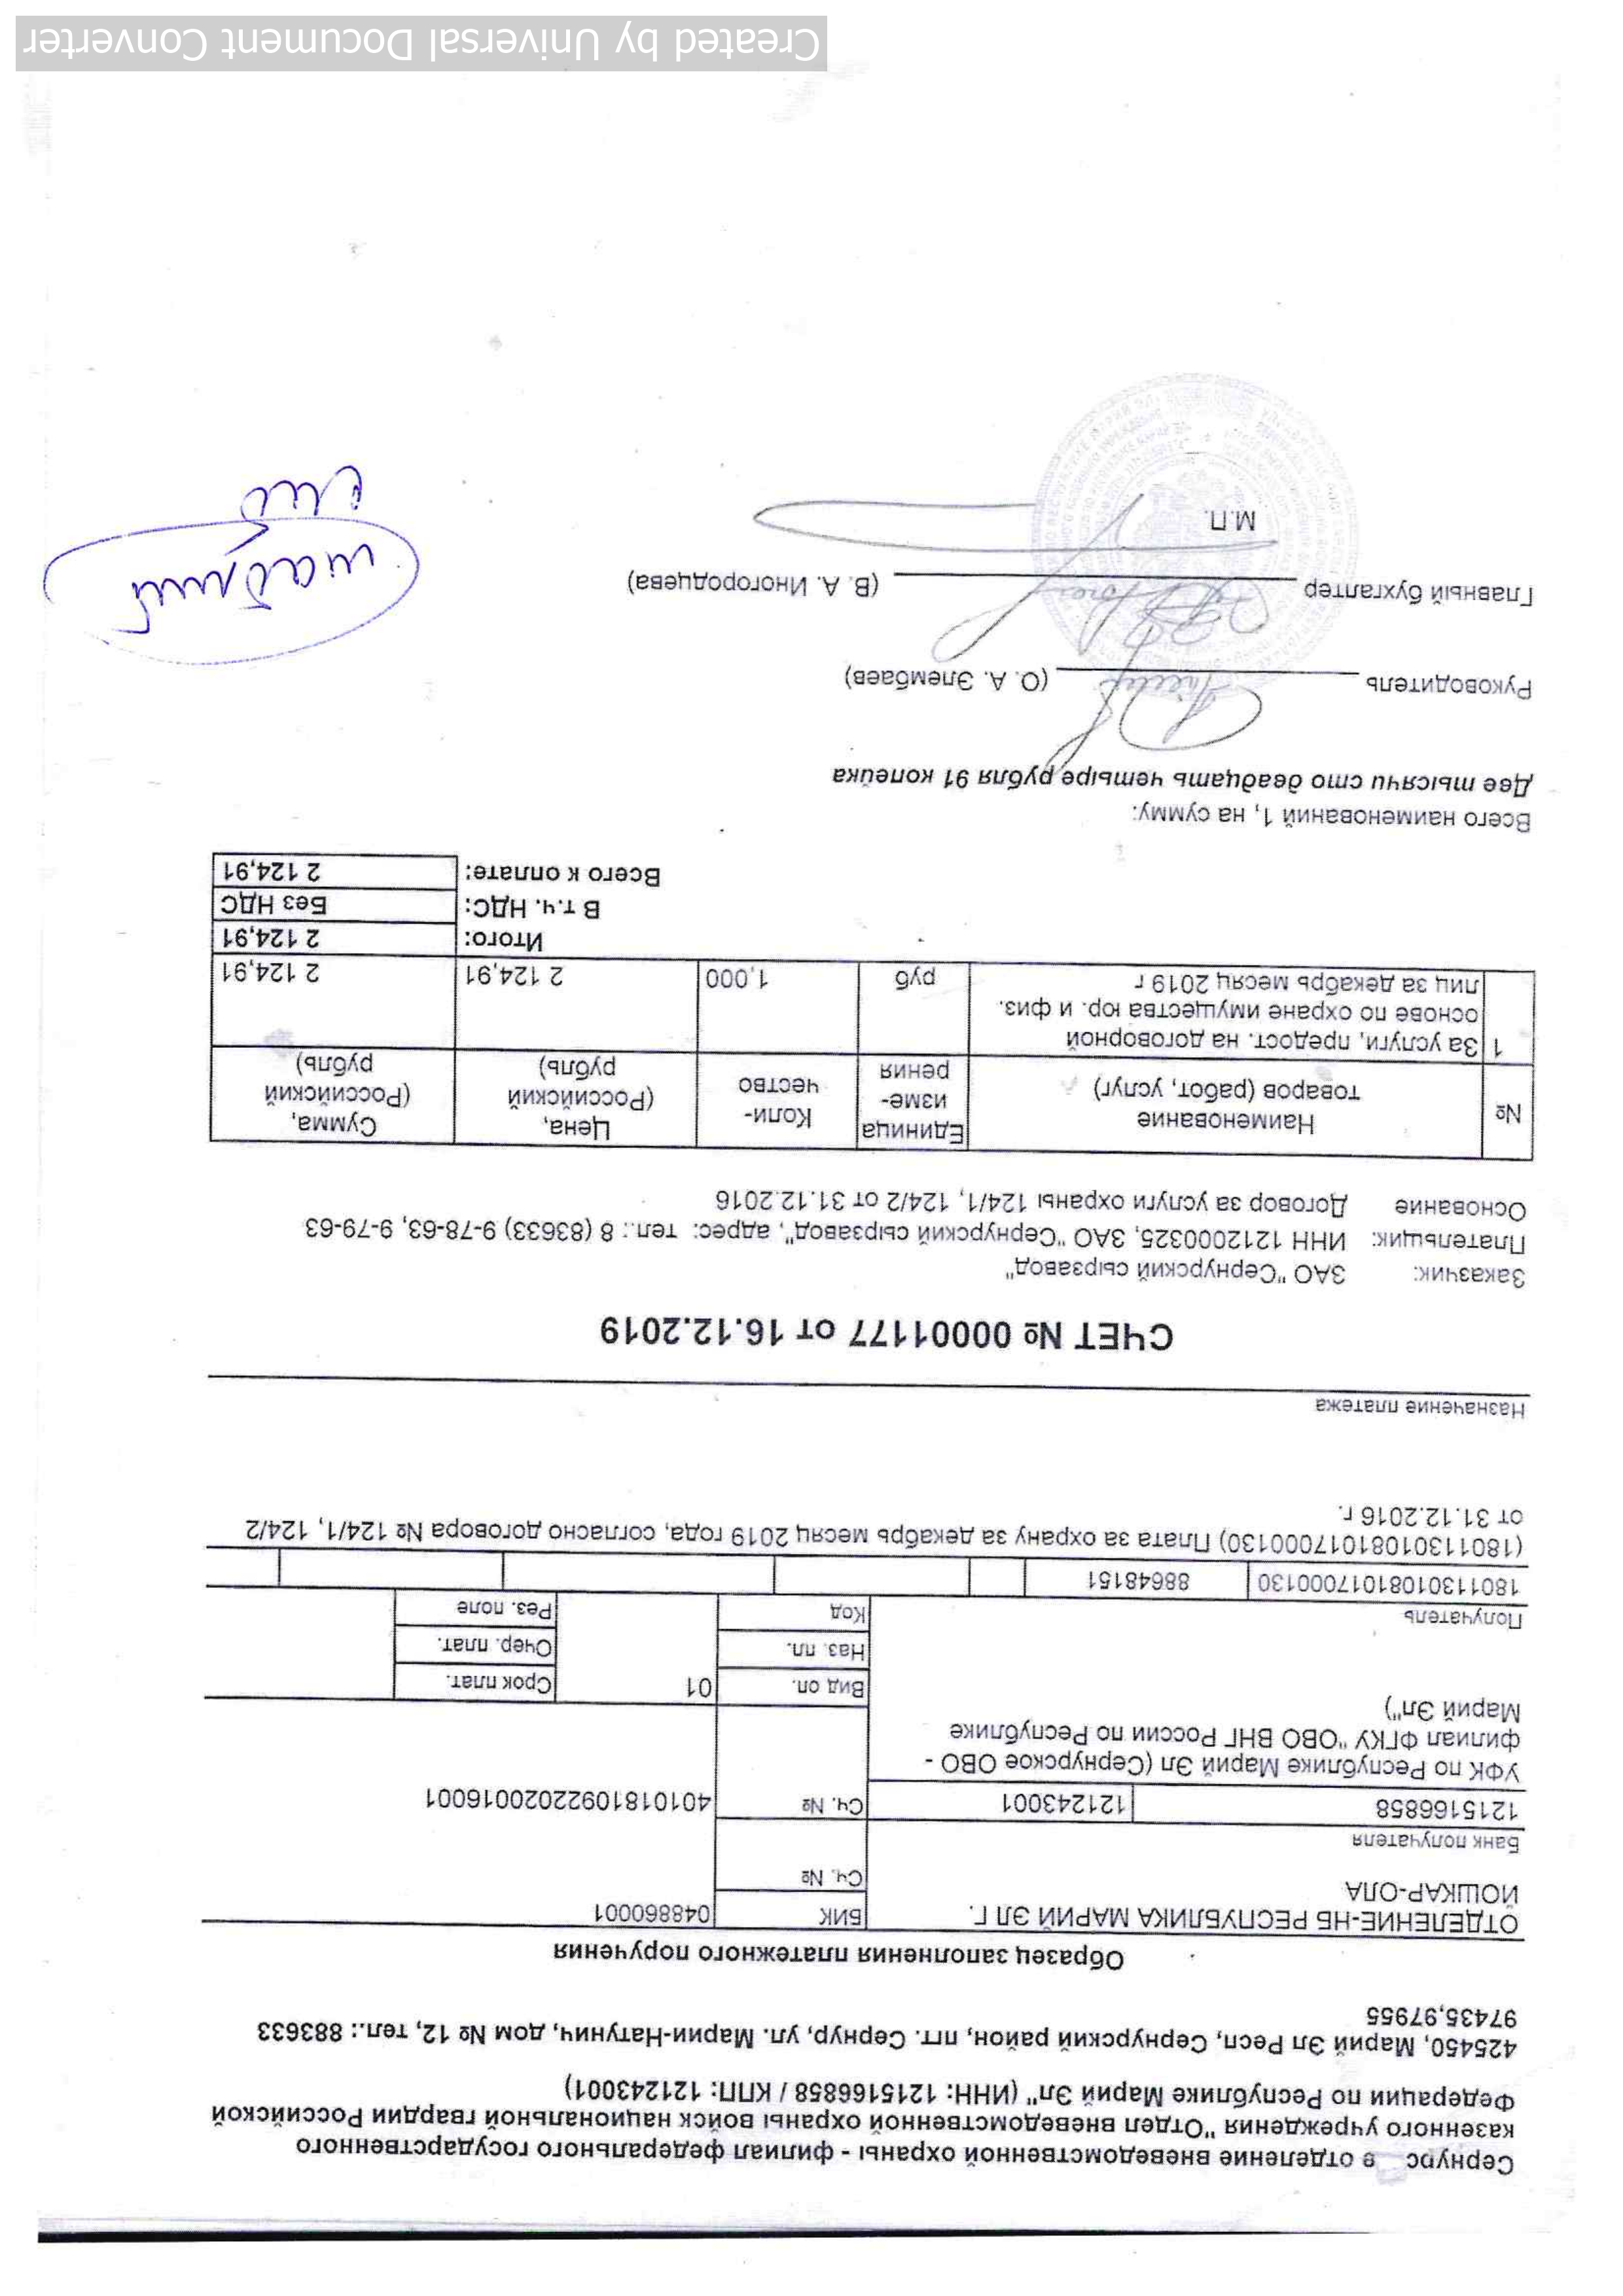 Сернурс е отделение вневедомственной охраны - филиал федерального государственного
казенного учреждения "Отдел вневедомственной охраны войск национальной гвардии Российской
Федерации по Республике Марий Эл" (ИНН: 1215166858 / КПП: 121243001)
425450, Марий Эл Респ, Сернурский район, пгт. Сернур, ул. Марии-Натунич, дом № 12, тел.: 883633
97435,97955
Образец заполнения платежного поручения
ОТДЕЛЕНИЕ-НБ РЕСПУБЛИКА МАРИЙ ЭЛ Г. БИК 048860001
ЙОШКАР-ОЛА
Сч. №
Банк получателя
1215166858 121243001 Сч. № 40101810922020016001
УФК по Республике Марий Эл (Сернурское ОВО -
филиал ФГКУ "ОВО ВНГ России по Республике
Марий Эл")
Вид оп. 01 Срок плат.
Наз. пл. Очер. плат.
Получатель Код Рез. поле
18011301081017000130 88648151
(18011301081017000130) Плата за охрану за декабрь месяц 2019 года, согласно договора № 124/1, 124/2
от 31.12.2016 г.
Назначение платежа
СЧЕТ № 00001177 от 16.12.2019
Заказчик: ЗАО "Сернурский сырзавод"
Плательщик: ИНН 1212000325, ЗАО "Сернурский сырзавод", адрес: тел.: 8 (83633) 9-78-63, 9-79-63
Основание Договор за услуги охраны 124/1, 124/2 от 31.12.2016
№ Наименование товаров (работ, услуг) Единица изме- рения Коли- чество Цена, (Российский рубль) Сумма, (Российский рубль)
1 За услуги, предост. на договорной
основе по охране имущества юр. и физ.
лиц за декабрь месяц 2019 г руб 1,000 2 124,91 2 124,91
Итого: 2 124,91
В т.ч. НДС: Без НДС
Всего к оплате: 2 124,91
Всего наименований 1, на сумму:
Две тысячи сто двадцать четыре рубля 91 копейка
Руководитель (О. А. Элембаев)
Главный бухгалтер (В. А. Иногородцева)
М.П.
Created by Universal Document Converter